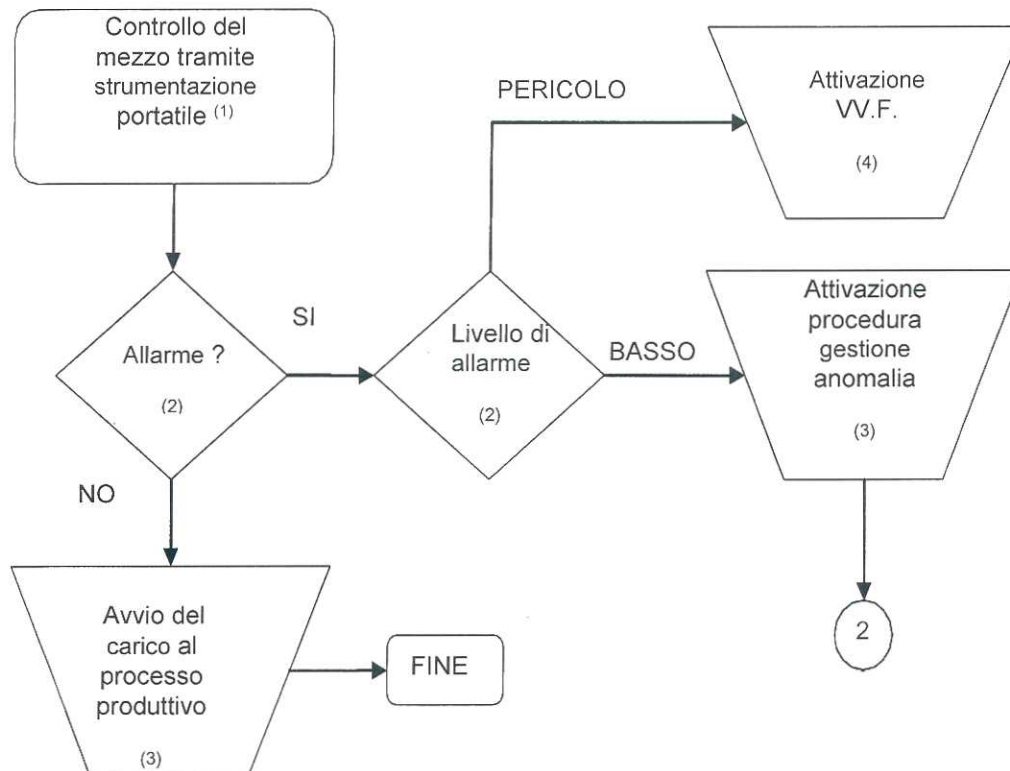 Controllo del
mezzo tramite
strumentazione
portatile (1)
PERICOLO
Attivazione
VV.F.
(4)
Allarme ?
(2)
SI
Livello di
allarme
(2)
BASSO
Attivazione
procedura
gestione
anomalia
(3)
NO
Avvio del
carico al
processo
produttivo
(3)
FINE
2